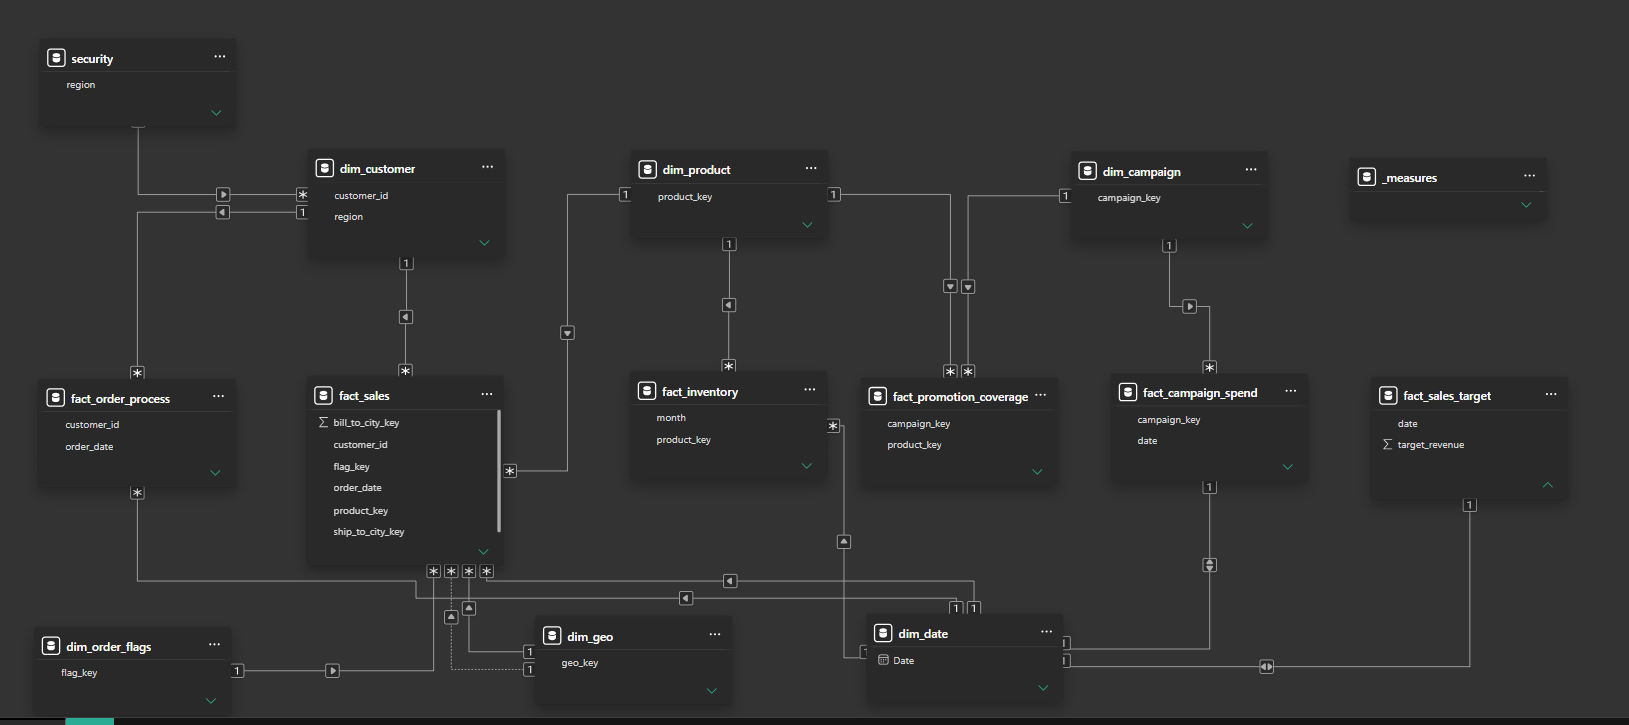 security
region
dim_customer
customer_id
region
dim_product
product_key
dim_campaign
campaign_key
_measures
fact_order_process
customer_id
order_date
fact_sales
bill_to_city_key
customer_id
flag_key
order_date
product_key
ship_to_city_key
fact_inventory
month
product_key
fact_promotion_coverage
campaign_key
product_key
fact_campaign_spend
campaign_key
date
fact_sales_target
date
target_revenue
dim_order_flags
flag_key
dim_geo
geo_key
dim_date
Date